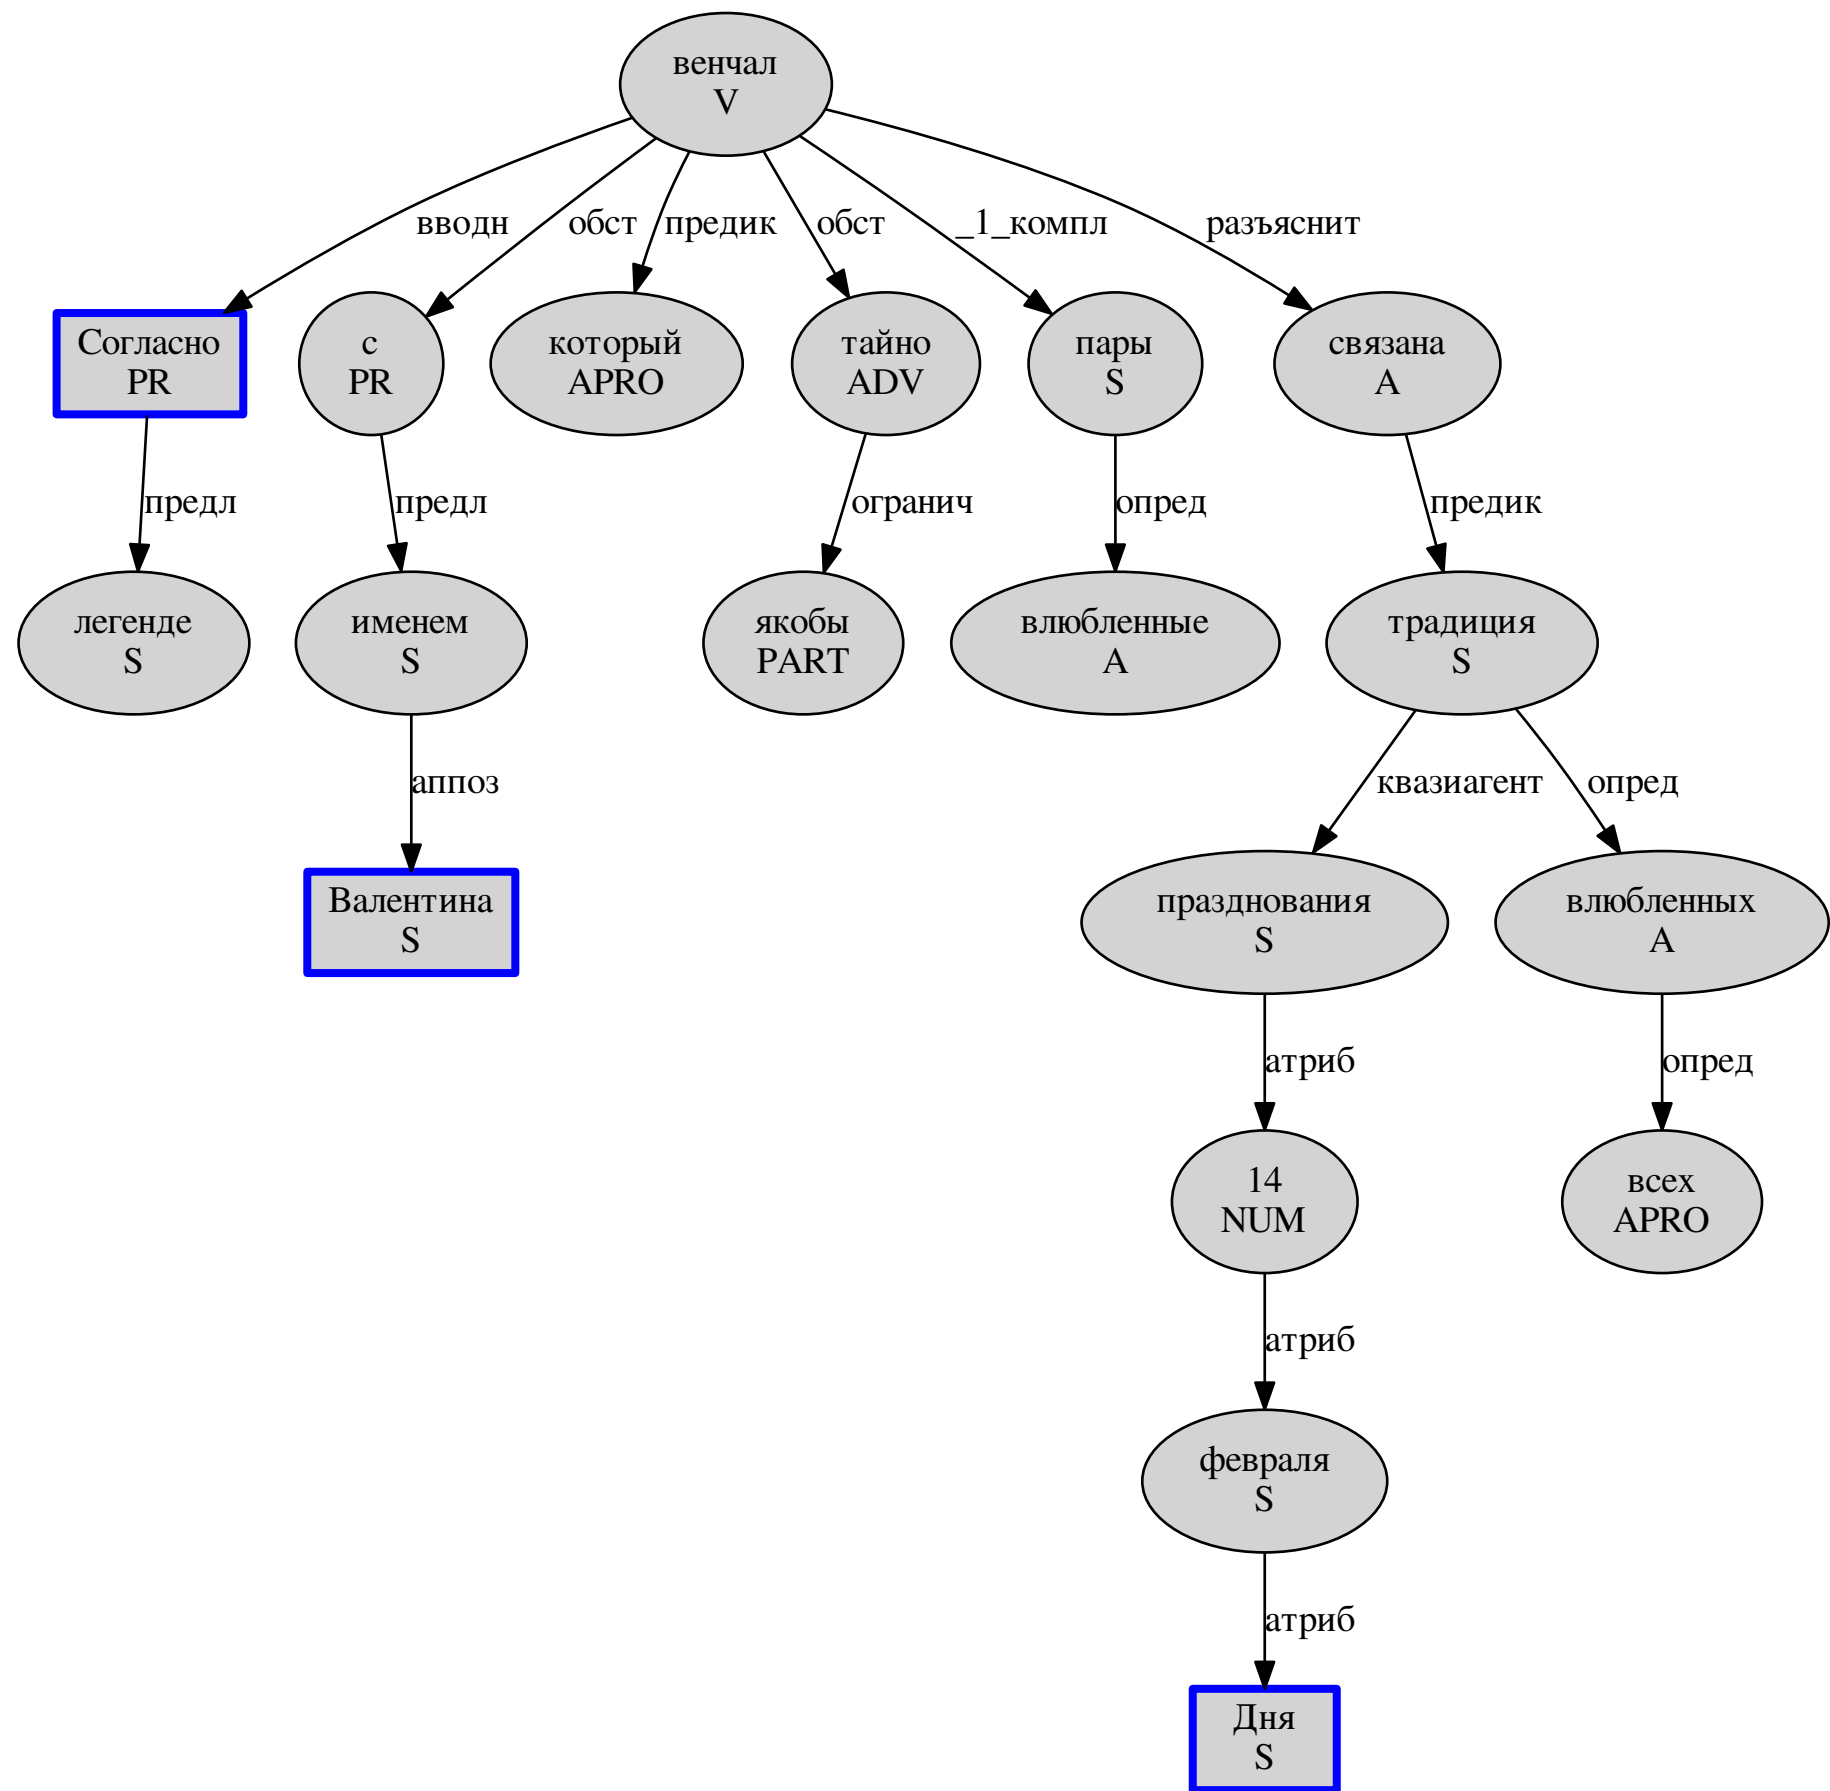 венчал
V
вводн
обст
предик
обст
_1_компл
разъяснит
Согласно
PR
с
PR
который
APRO
тайно
ADV
пары
S
связана
A
предл
предл
огранич
опред
предик
легенде
S
именем
S
якобы
PART
влюбленные
A
традиция
S
аппоз
квазиагент
опред
Валентина
S
празднования
S
влюбленных
A
атриб
опред
14
NUM
всех
APRO
атриб
февраля
S
атриб
Дня
S